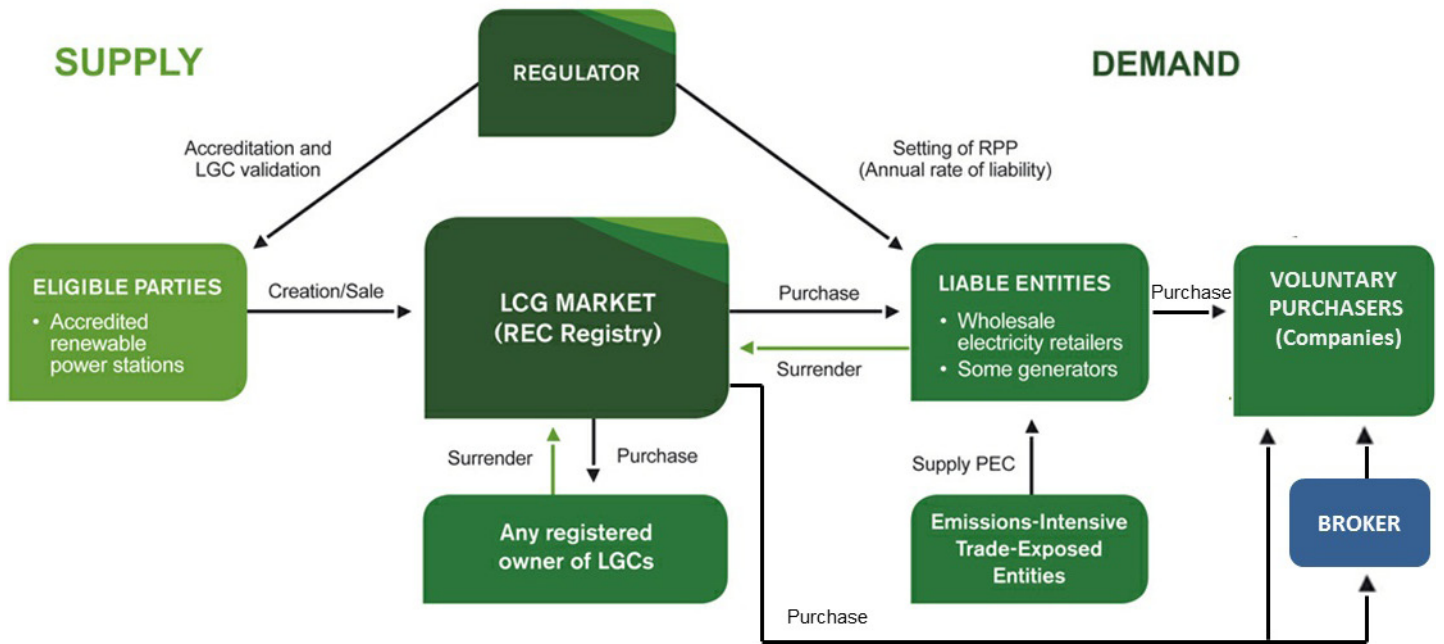 SUPPLY
REGULATOR
DEMAND
Accreditation and
LGC validation
Setting of RPP
(Annual rate of liability)
ELIGIBLE PARTIES
• Accredited
renewable
power stations
Creation/Sale
LCG MARKET
(REC Registry)
Purchase
Surrender
LIABLE ENTITIES
• Wholesale
electricity retailers
• Some generators
Purchase
VOLUNTARY
PURCHASERS
(Companies)
Surrender
Purchase
Supply PEC
Any registered
owner of LGCs
Emissions-Intensive
Trade-Exposed
Entities
BROKER
Purchase